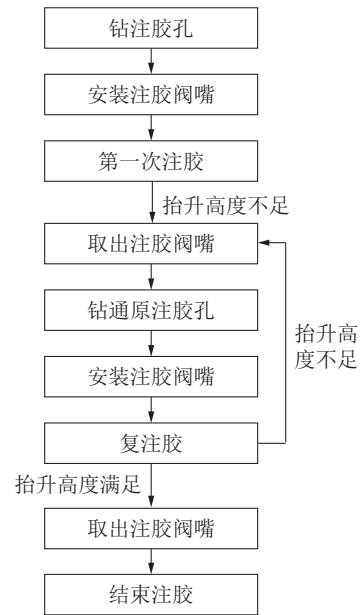 钻注胶孔
安装注胶阀嘴
第一次注胶
抬升高度不足
取出注胶阀嘴
钻通原注胶孔
抬升高
度不足
安装注胶阀嘴
复注胶
抬升高度满足
取出注胶阀嘴
结束注胶